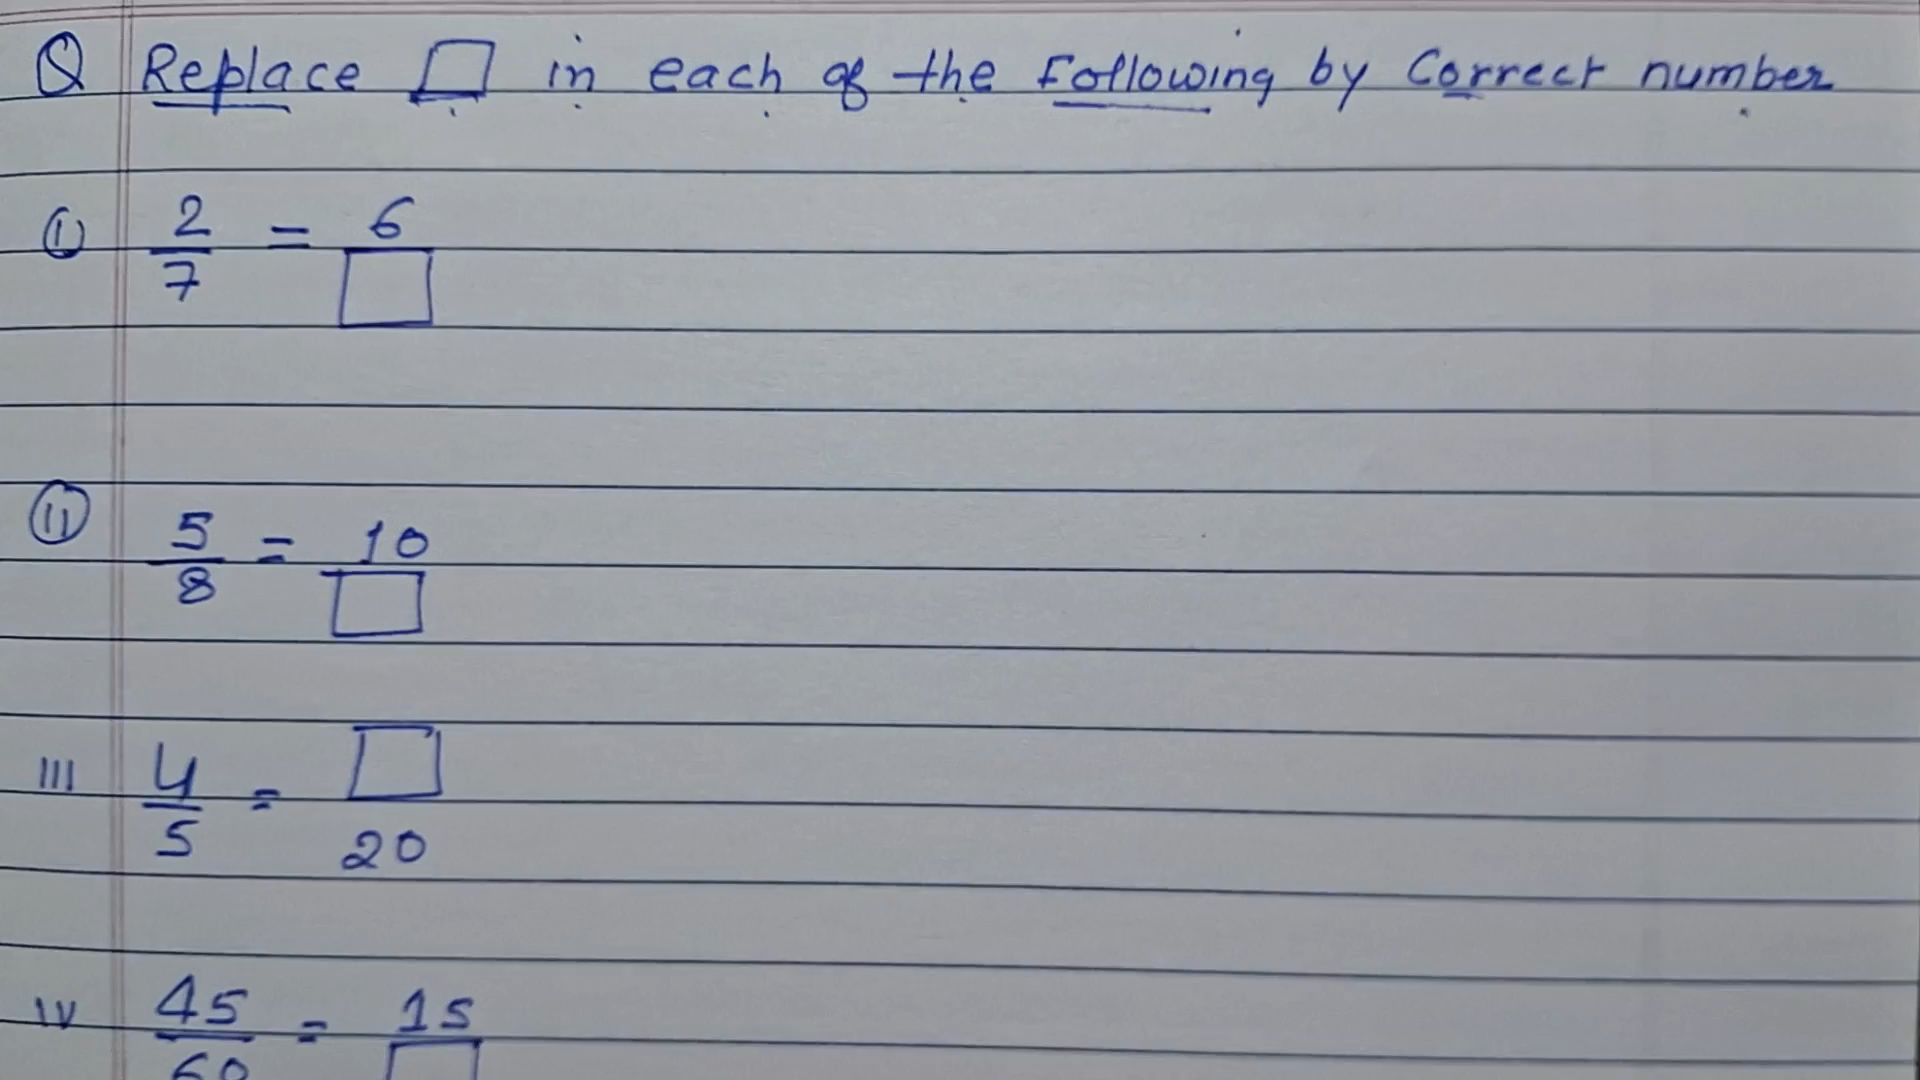 Q Replace □ in each of the Following by Correct number
(i) 2/7 = 6/□
(ii) 5/8 = 10/□
III 4/5 = □/20
IV 45/60 = 15/□